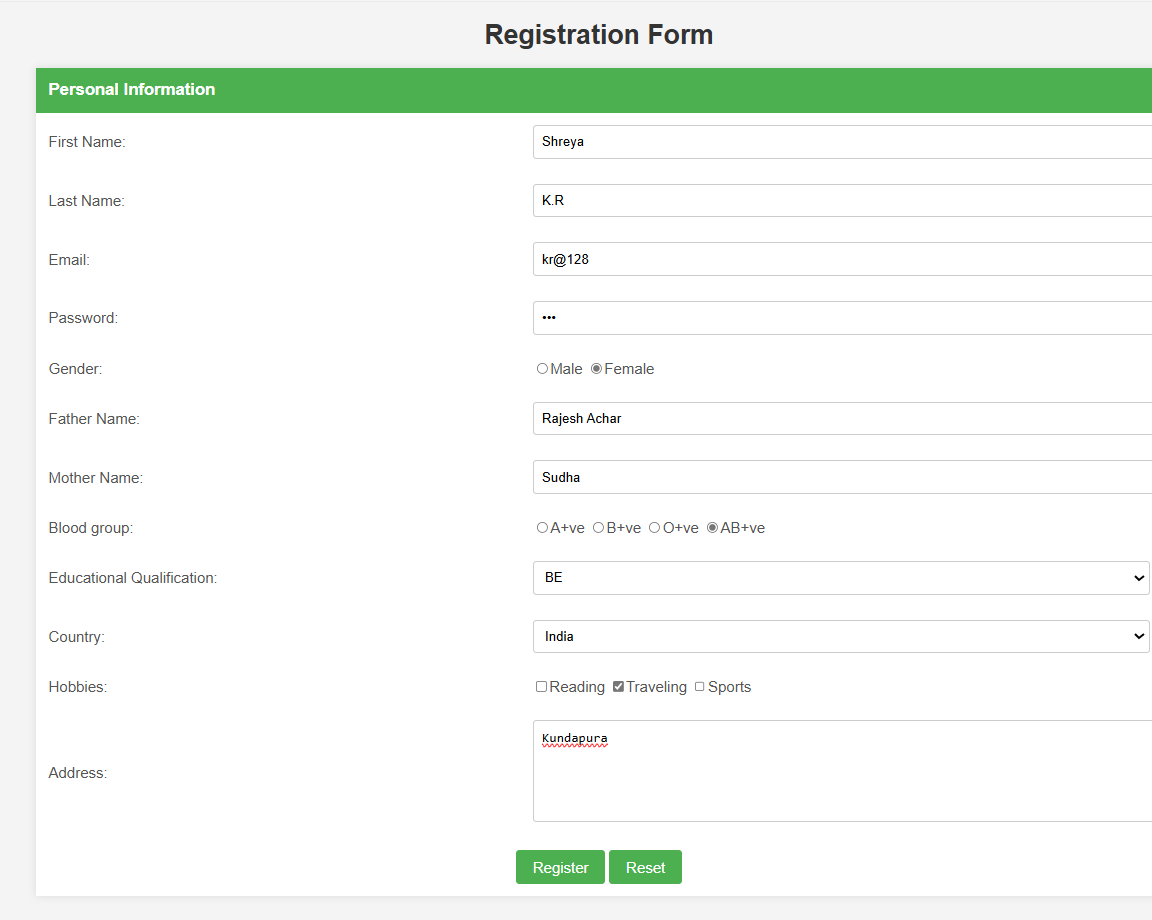 Registration Form
Personal Information
First Name: Shreya
Last Name: K.R
Email: kr@128
Password: •••
Gender: Male Female
Father Name: Rajesh Achar
Mother Name: Sudha
Blood group: A+ve B+ve O+ve AB+ve
Educational Qualification: BE
Country: India
Hobbies: Reading Traveling Sports
Address: Kundapura
Register Reset